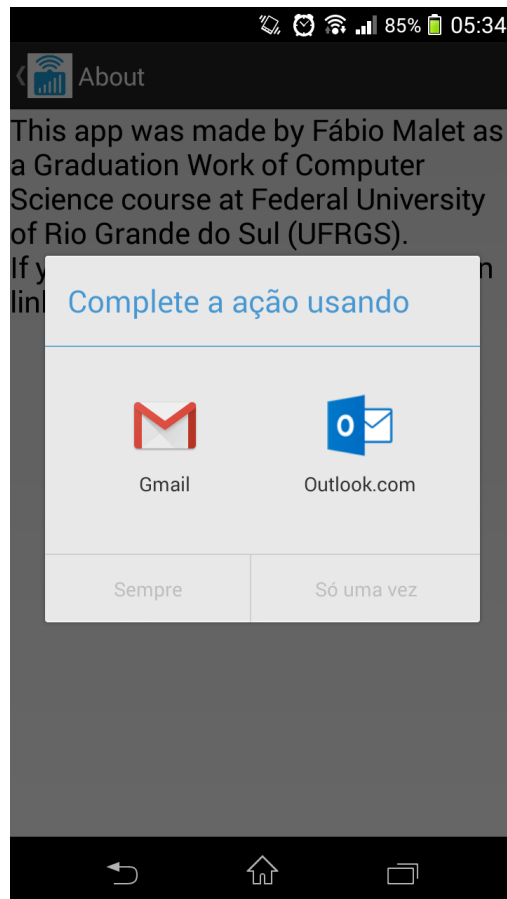 85% 05:34
About
This app was made by Fábio Malet as
a Graduation Work of Computer
Science course at Federal University
of Rio Grande do Sul (UFRGS).
If
Complete a ação usando
Gmail
Outlook.com
Sempre
Só uma vez